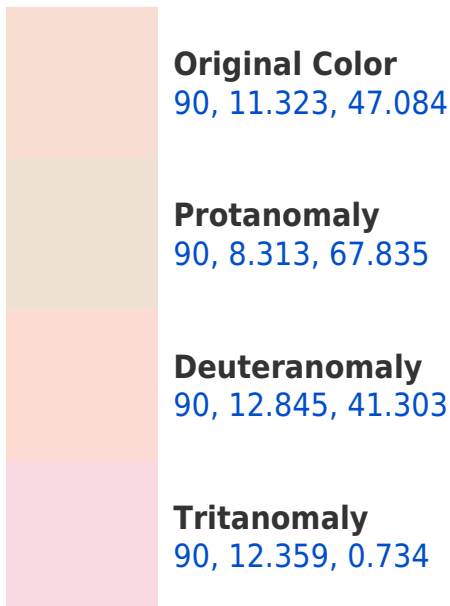 Original Color
90, 11.323, 47.084
Protanomaly
90, 8.313, 67.835
Deuteranomaly
90, 12.845, 41.303
Tritanomaly
90, 12.359, 0.734